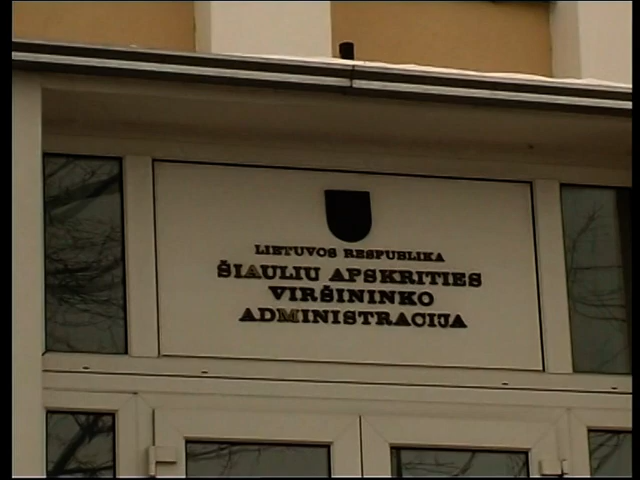 LIETUVOS RESPUBLIKA
ŠIAULIU APSKRITIES
VIRŠININKO
ADMINISTRACIJA